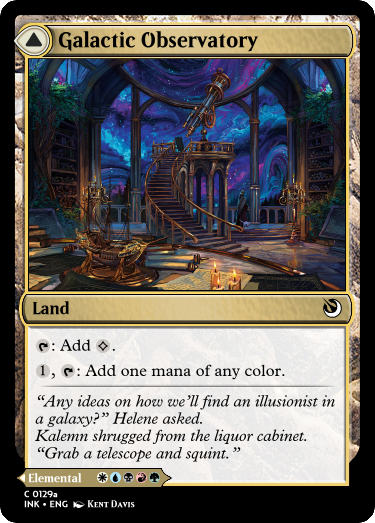 Galactic Observatory
Land
: Add .
1, : Add one mana of any color.
“Any ideas on how we’ll find an illusionist in
a galaxy?” Helene asked.
Kalemn shrugged from the liquor cabinet.
“Grab a telescope and squint.”
Elemental
C 0129a
INK • ENG Kent Davis